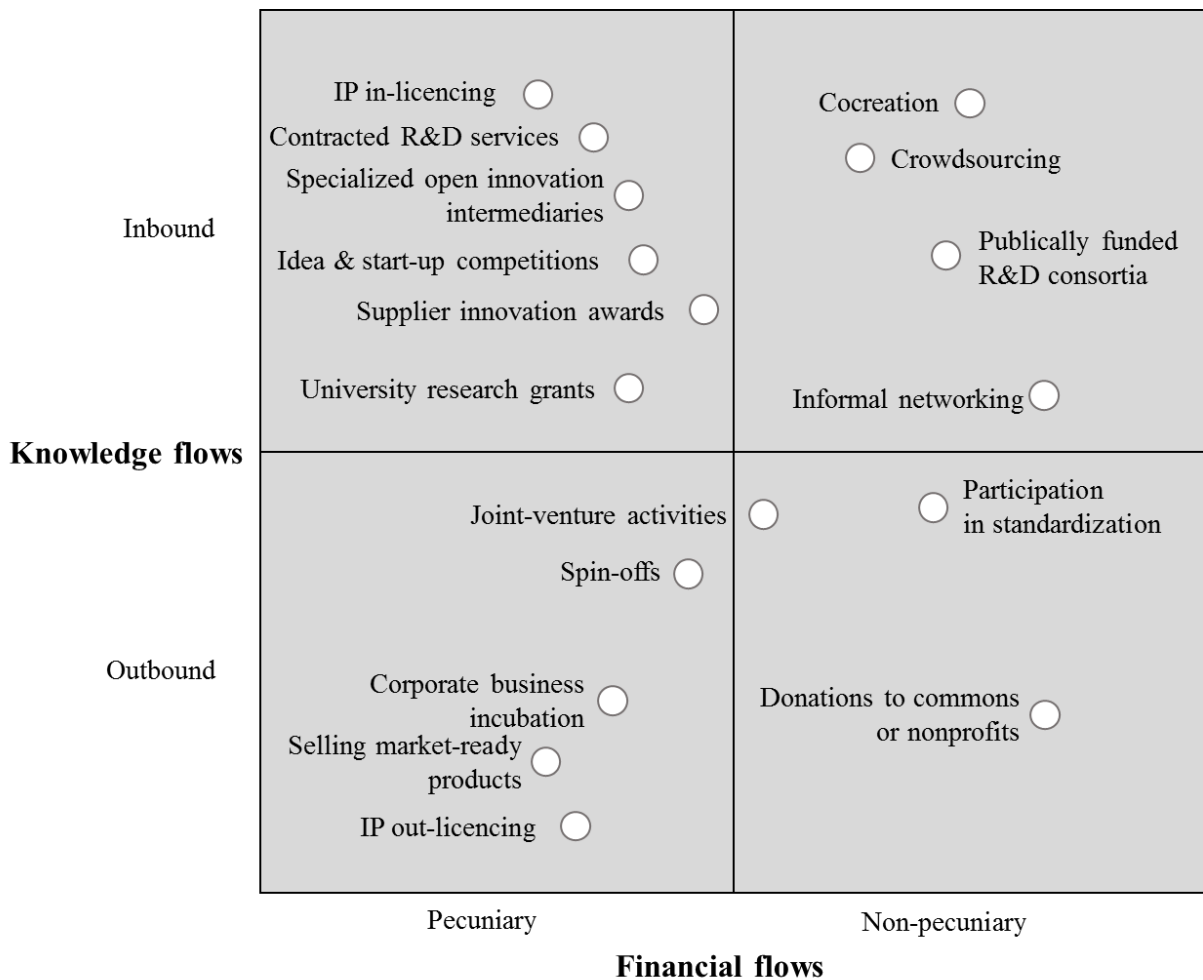 IP in-licencing
Contracted R&D services
Specialized open innovation
intermediaries
Idea & start-up competitions
Supplier innovation awards
University research grants
Cocreation
Crowdsourcing
Publically funded
R&D consortia
Informal networking
Inbound
Knowledge flows
Joint-venture activities
Spin-offs
Corporate business
incubation
Selling market-ready
products
IP out-licencing
Participation
in standardization
Donations to commons
or nonprofits
Outbound
Pecuniary
Non-pecuniary
Financial flows